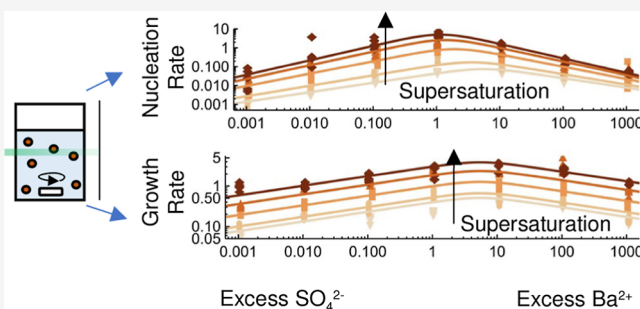 Nucleation
Rate
10
1
0.100
0.010
0.001
Supersaturation
0.001 0.010 0.100 1 10 100 1000
Growth
Rate
5
1
0.50
0.10
0.05
Supersaturation
0.001 0.010 0.100 1 10 100 1000
Excess SO₄²⁻ Excess Ba²⁺